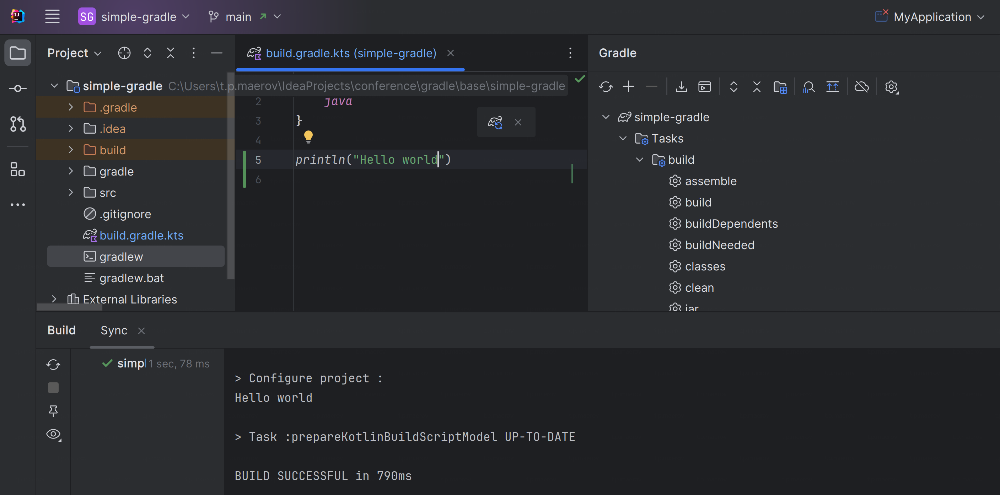 SG simple-gradle main MyApplication
Project
build.gradle.kts (simple-gradle)
Gradle
simple-gradle C:\Users\t.p.maerov\IdeaProjects\conference\gradle\base\simple-gradle
.gradle
.idea
build
gradle
src
.gitignore
build.gradle.kts
gradlew
gradlew.bat
External Libraries
2 java
3 }
4
5 println("Hello world")
6
simple-gradle
Tasks
build
assemble
build
buildDependents
buildNeeded
classes
clean
jar
Build Sync
simpl 1 sec, 78 ms
> Configure project :
Hello world
> Task :prepareKotlinBuildScriptModel UP-TO-DATE
BUILD SUCCESSFUL in 790ms